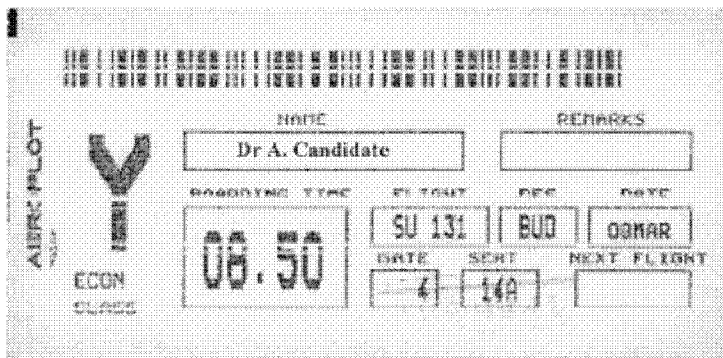 NAME
REMARKS
Dr A. Candidate
BOARDING TIME
FLIGHT
DES
DATE
08.50
SU 131
BUD
08MAR
GATE
SEAT
NEXT FLIGHT
4
14A
Y
ECON
CLASS